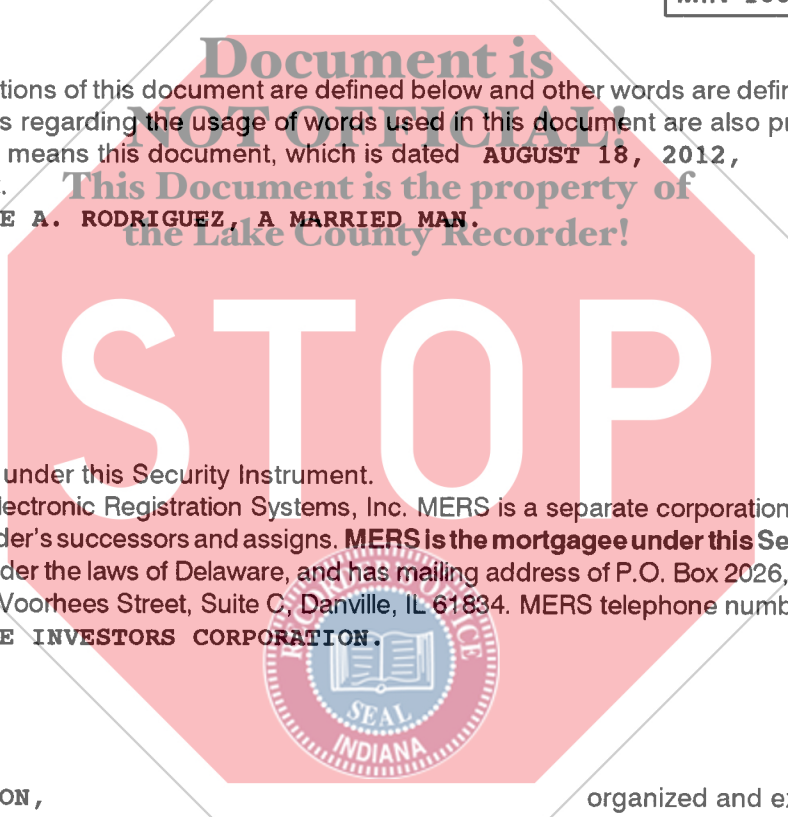 Document is
tions of this document are defined below and other words are defin
NOT OFFICIAL!
s regarding the usage of words used in this document are also p
means this document, which is dated AUGUST 18, 2012,
This Document is the property of
E A. RODRIGUEZ, A MARRIED MAN.
the Lake County Recorder!
STOP
under this Security Instrument.
lectronic Registration Systems, Inc. MERS is a separate corporation
der's successors and assigns. MERS is the mortgagee under this Se
der the laws of Delaware, and has mailing address of P.O. Box 2026,
Voorhees Street, Suite C, Danville, IL 61834. MERS telephone numb
E INVESTORS CORPORATION.
RECORDER'S OFFICE
SEAL
INDIANA
ON,
organized and e